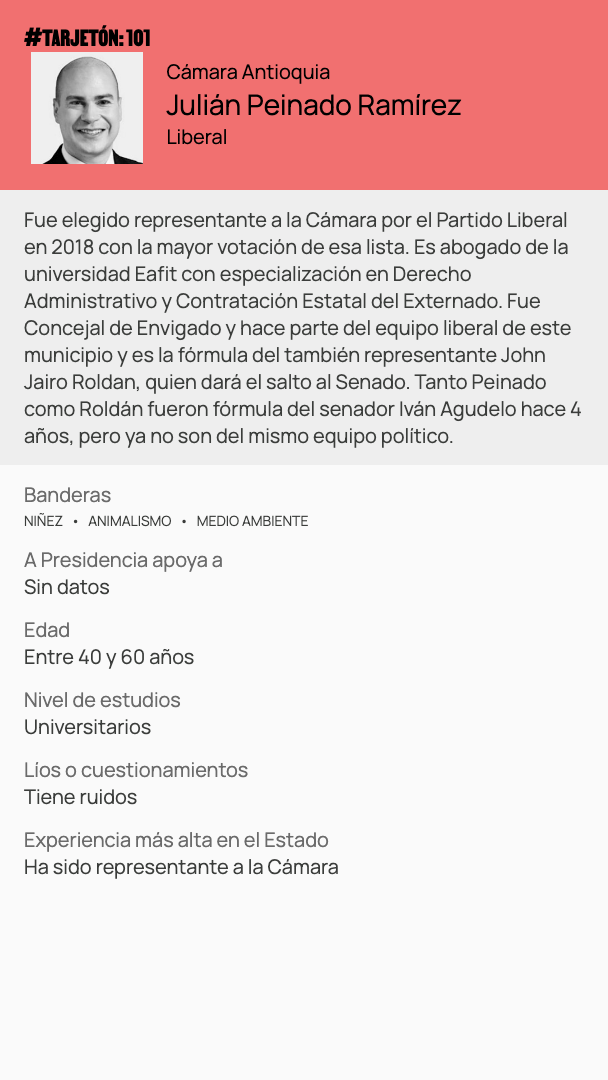 #TARJETÓN: 101
Cámara Antioquia
Julián Peinado Ramírez
Liberal
Fue elegido representante a la Cámara por el Partido Liberal
en 2018 con la mayor votación de esa lista. Es abogado de la
universidad Eafit con especialización en Derecho
Administrativo y Contratación Estatal del Externado. Fue
Concejal de Envigado y hace parte del equipo liberal de este
municipio y es la fórmula del también representante John
Jairo Roldan, quien dará el salto al Senado. Tanto Peinado
como Roldán fueron fórmula del senador Iván Agudelo hace 4
años, pero ya no son del mismo equipo político.
Banderas
NIÑEZ • ANIMALISMO • MEDIO AMBIENTE
A Presidencia apoya a
Sin datos
Edad
Entre 40 y 60 años
Nivel de estudios
Universitarios
Líos o cuestionamientos
Tiene ruidos
Experiencia más alta en el Estado
Ha sido representante a la Cámara